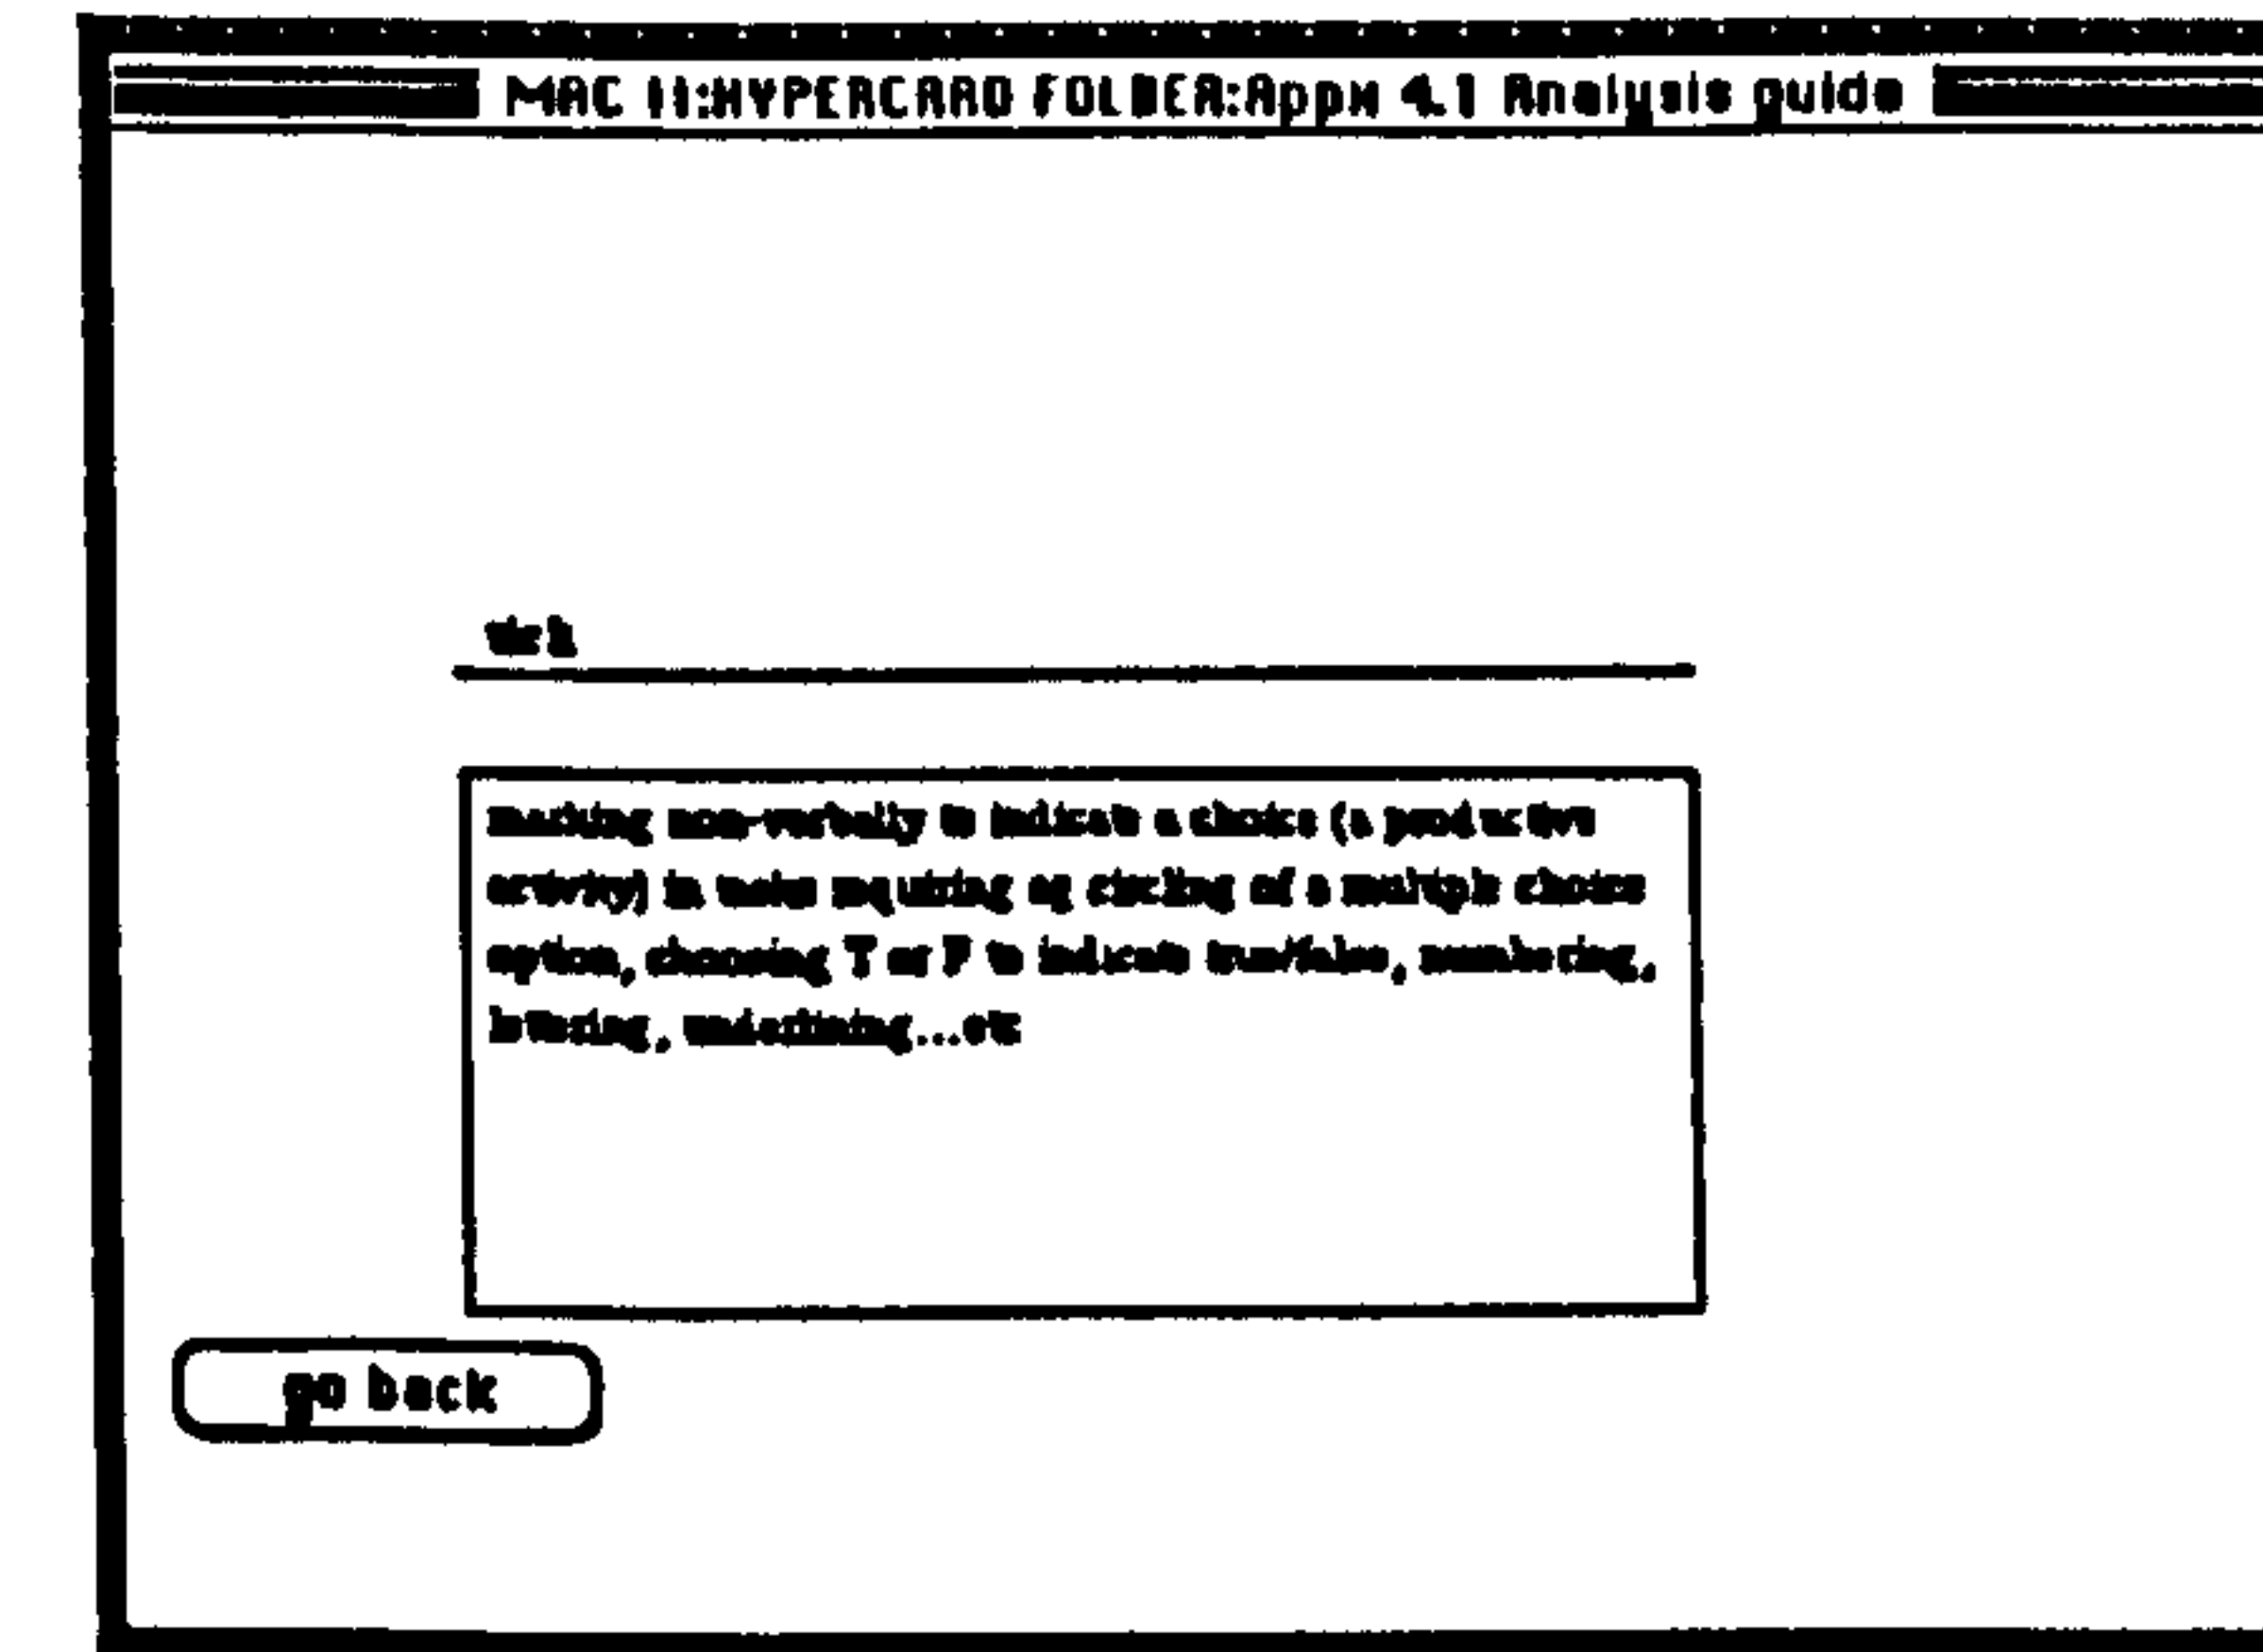 MAC II:HYPERCARD FOLDER:Appx 4.1 Analysis guide
tick
marking non-verbally to indicate a choice (a productive
activity) in tasks requiring eg circling of a multiple choice
option, choosing T or F to indicate true/false, numbering,
lettering, underlining...etc
go back